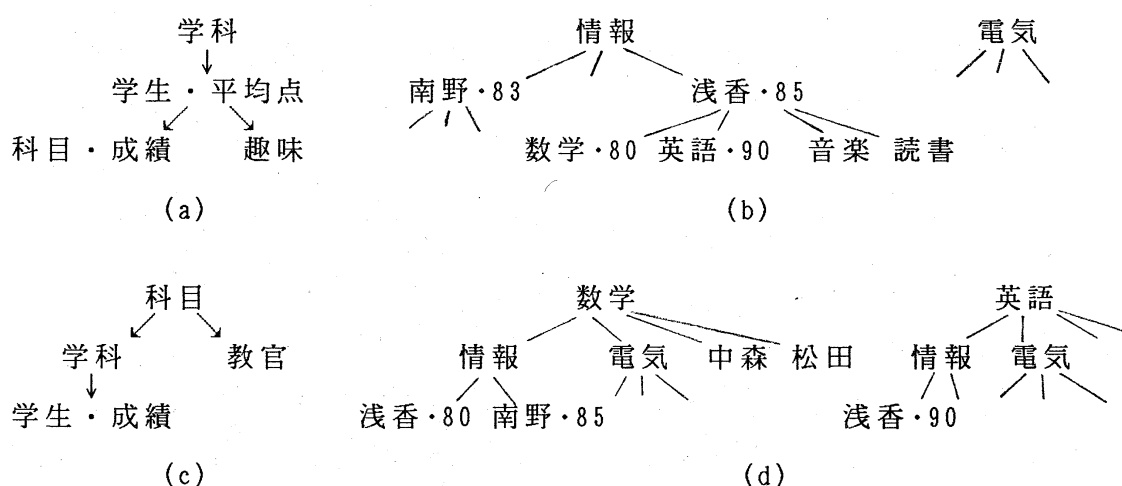 学科 情報 電気
学生・平均点 南野・83 浅香・85
科目・成績 趣味 数学・80 英語・90 音楽 読書
(a) (b)
科目 数学 英語
学科 教官 情報 電気 中森 松田 情報 電気
学生・成績 浅香・80 南野・85 浅香・90
(c) (d)